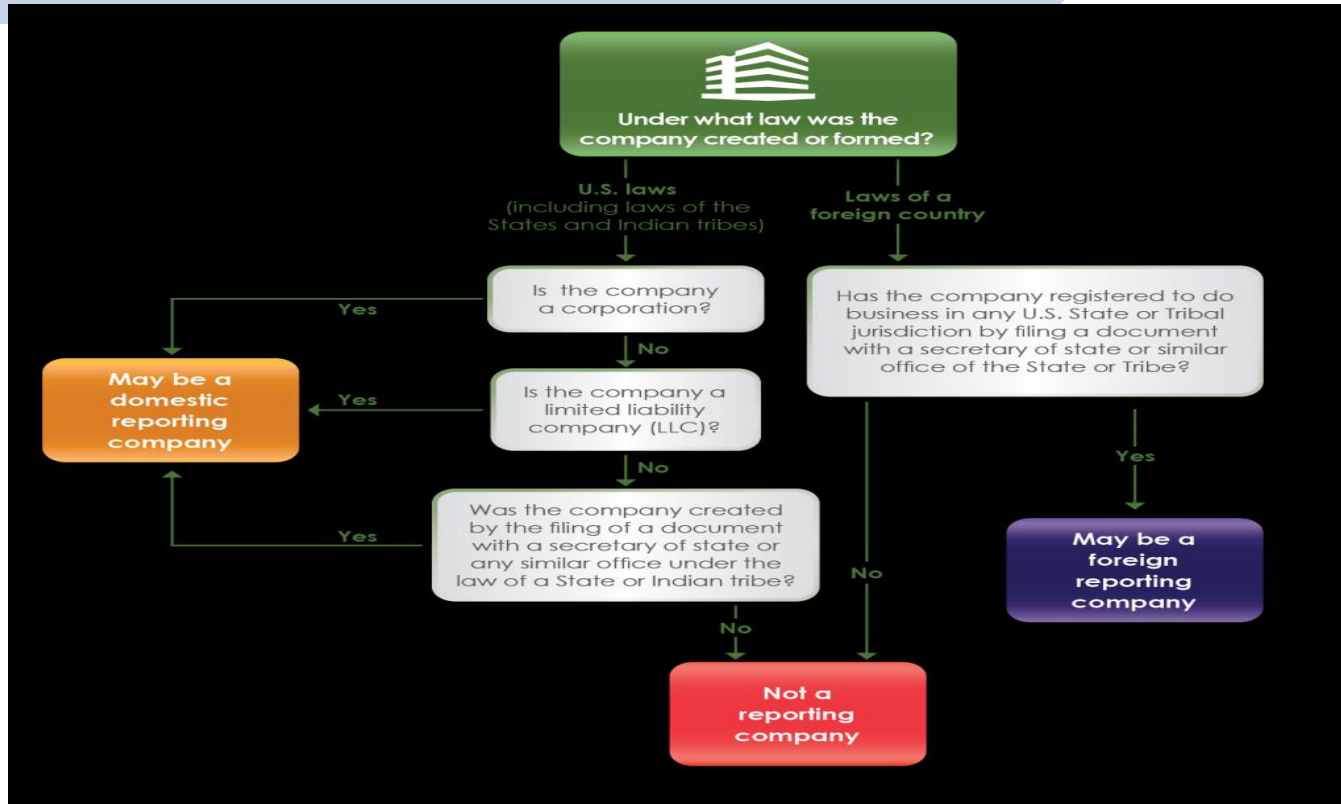 Under what law was the
company created or formed?
U.S. laws
(including laws of the
States and Indian tribes)
Laws of a
foreign country
Is the company
a corporation?
Yes
No
Has the company registered to do
business in any U.S. State or Tribal
jurisdiction by filing a document
with a secretary of state or similar
office of the State or Tribe?
May be a
domestic
reporting
company
Yes
Is the company a
limited liability
company (LLC)?
No
Yes
Was the company created
by the filing of a document
with a secretary of state or
any similar office under the
law of a State or Indian tribe?
Yes
No
May be a
foreign
reporting
company
No
Not a
reporting
company